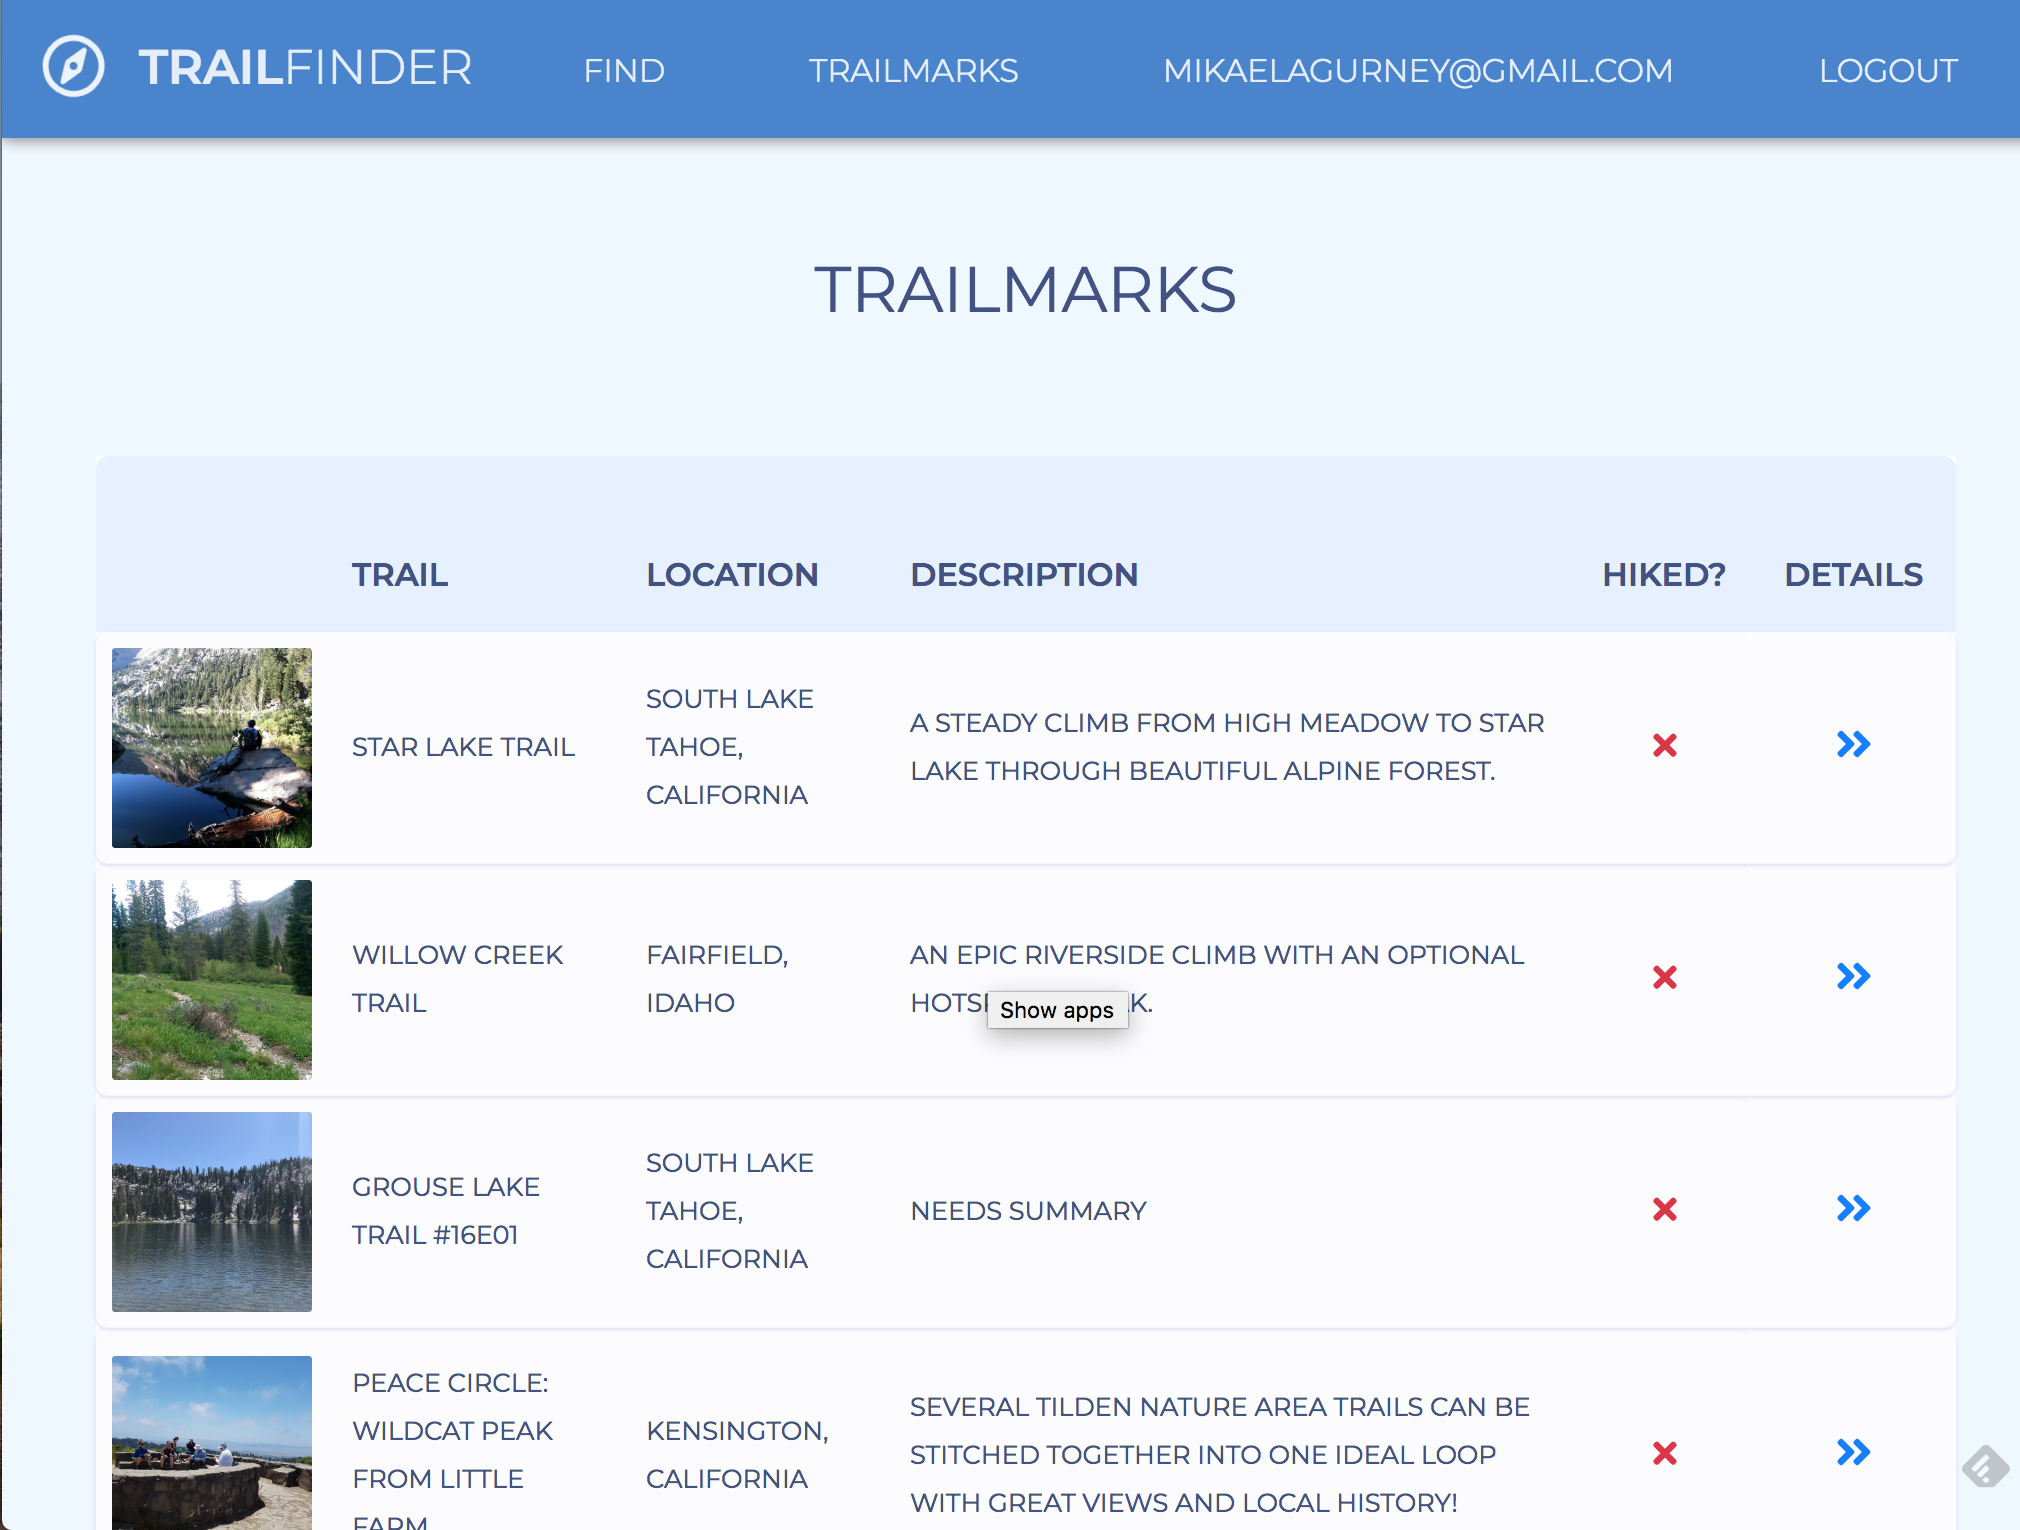 TRAILFINDER FIND TRAILMARKS MIKAELAGURNEY@GMAIL.COM LOGOUT
TRAILMARKS
TRAIL LOCATION DESCRIPTION HIKED? DETAILS
STAR LAKE TRAIL
SOUTH LAKE
TAHOE,
CALIFORNIA
A STEADY CLIMB FROM HIGH MEADOW TO STAR
LAKE THROUGH BEAUTIFUL ALPINE FOREST.
WILLOW CREEK
TRAIL
FAIRFIELD,
IDAHO
AN EPIC RIVERSIDE CLIMB WITH AN OPTIONAL
Show apps
GROUSE LAKE
TRAIL #16E01
SOUTH LAKE
TAHOE,
CALIFORNIA
NEEDS SUMMARY
PEACE CIRCLE:
WILDCAT PEAK
FROM LITTLE
FARM
KENSINGTON,
CALIFORNIA
SEVERAL TILDEN NATURE AREA TRAILS CAN BE
STITCHED TOGETHER INTO ONE IDEAL LOOP
WITH GREAT VIEWS AND LOCAL HISTORY!